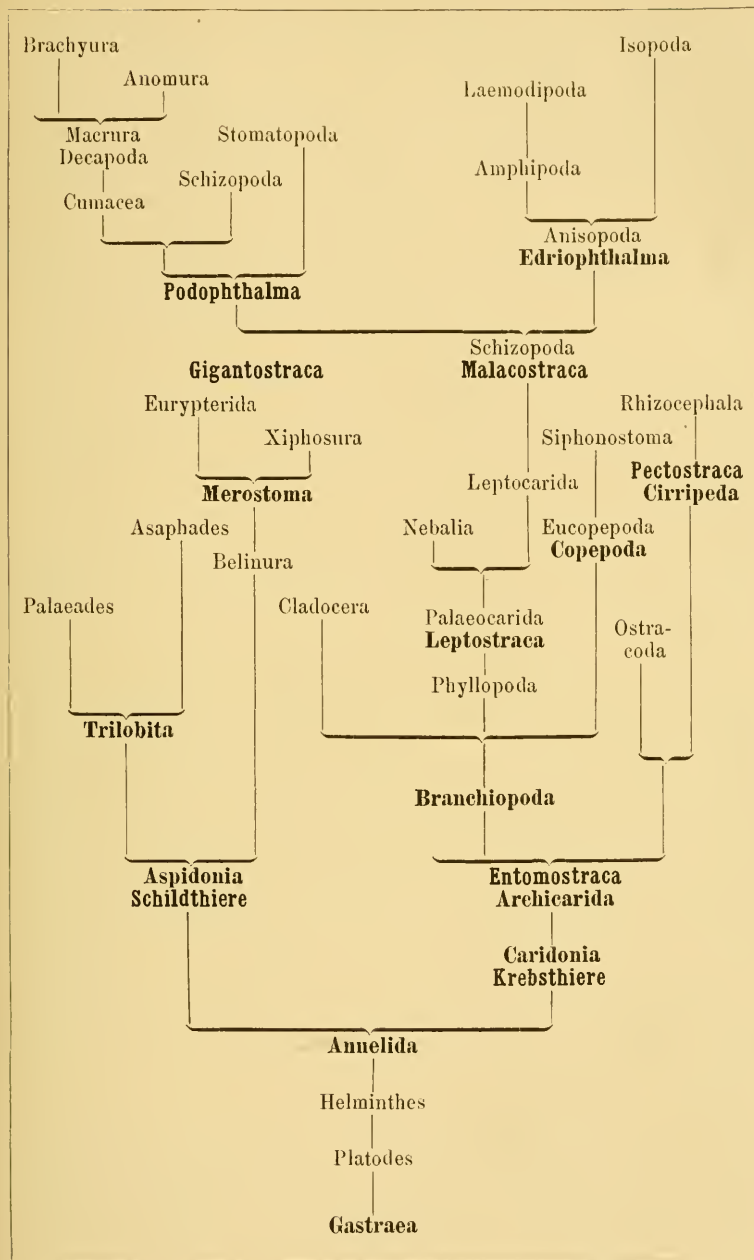 Brachyura
Isopoda
Anomura
Laemodipoda
Macrura
Decapoda
Stomatopoda
Schizopoda
Amphipoda
Cumacea
Anisopoda
Edriophthalma
Podophthalma
Schizopoda
Malacostraca
Gigantostraca
Eurypterida
Rhizocephala
Xiphosura
Siphonostoma
Pectostraca
Cirripeda
Merostoma
Leptocarida
Asaphades
Nebalia
Eucopepoda
Copepoda
Belinura
Palaeades
Cladocera
Palaeocarida
Leptostraca
Ostra-
coda
Phyllopoda
Trilobita
Branchiopoda
Aspidonia
Schildthiere
Entomostraca
Archicarida
Caridonia
Krebsthiere
Annelida
Helminthes
Platodes
Gastraea